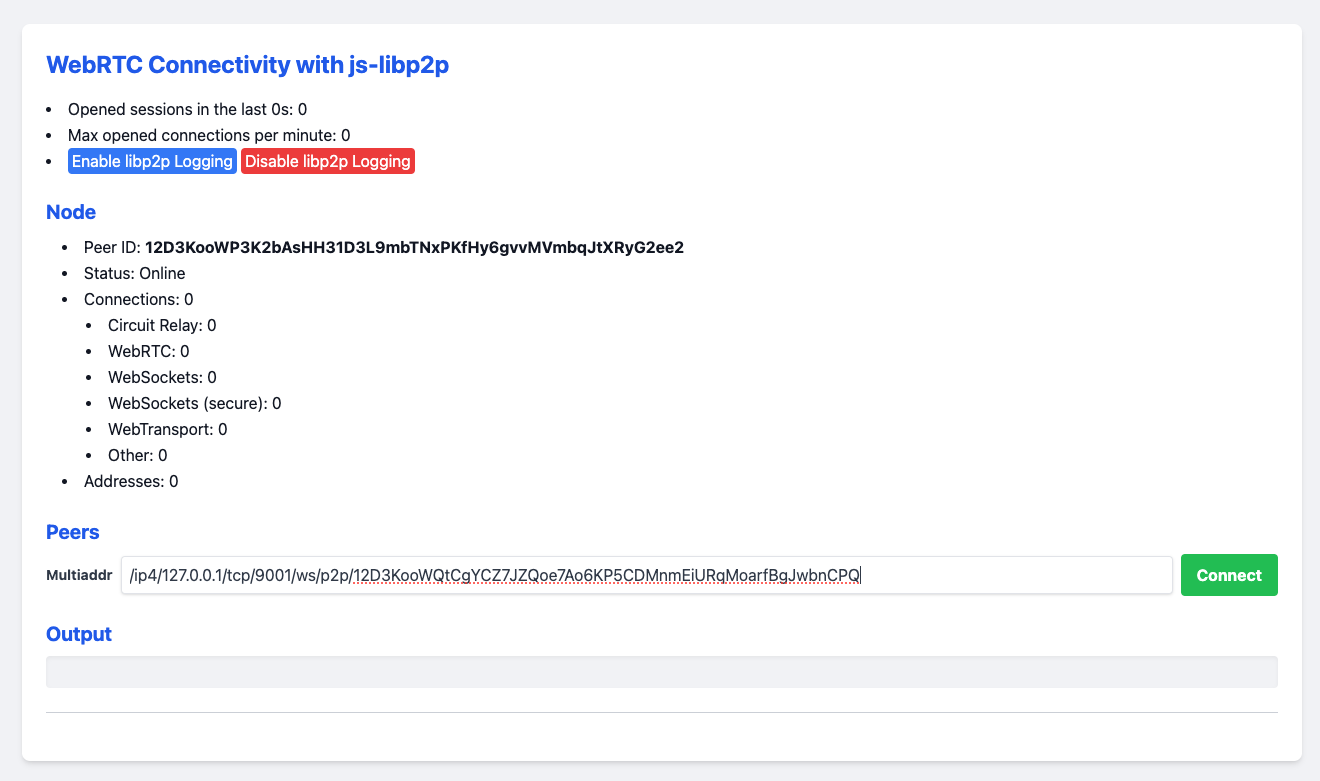 WebRTC Connectivity with js-libp2p
Opened sessions in the last 0s: 0
Max opened connections per minute: 0
Enable libp2p Logging Disable libp2p Logging
Node
Peer ID: 12D3KooWP3K2bAsHH31D3L9mbTNxPKfHy6gvvMVmbqJtXRyG2ee2
Status: Online
Connections: 0
Circuit Relay: 0
WebRTC: 0
WebSockets: 0
WebSockets (secure): 0
WebTransport: 0
Other: 0
Addresses: 0
Peers
Multiaddr /ip4/127.0.0.1/tcp/9001/ws/p2p/12D3KooWQtCgYCZ7JZQoe7Ao6KP5CDMnmEiURqMoarfBgJwbnCPQ Connect
Output